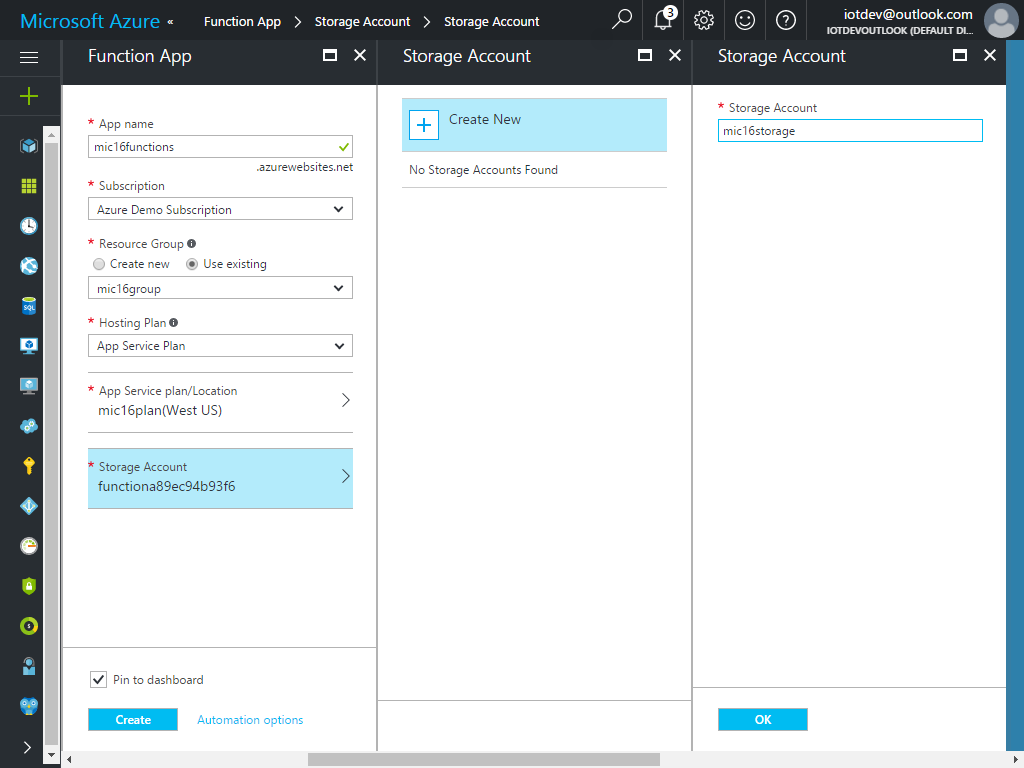 Microsoft Azure « Function App > Storage Account > Storage Account 3 iotdev@outlook.com
IOTDEVOUTLOOK (DEFAULT DI...
Function App
* App name
mic16functions
.azurewebsites.net
* Subscription
Azure Demo Subscription
* Resource Group
Create new Use existing
mic16group
* Hosting Plan
App Service Plan
* App Service plan/Location
mic16plan(West US)
* Storage Account
functiona89ec94b93f6
Pin to dashboard
Create Automation options
Storage Account
Create New
No Storage Accounts Found
Storage Account
* Storage Account
mic16storage
OK
SQL